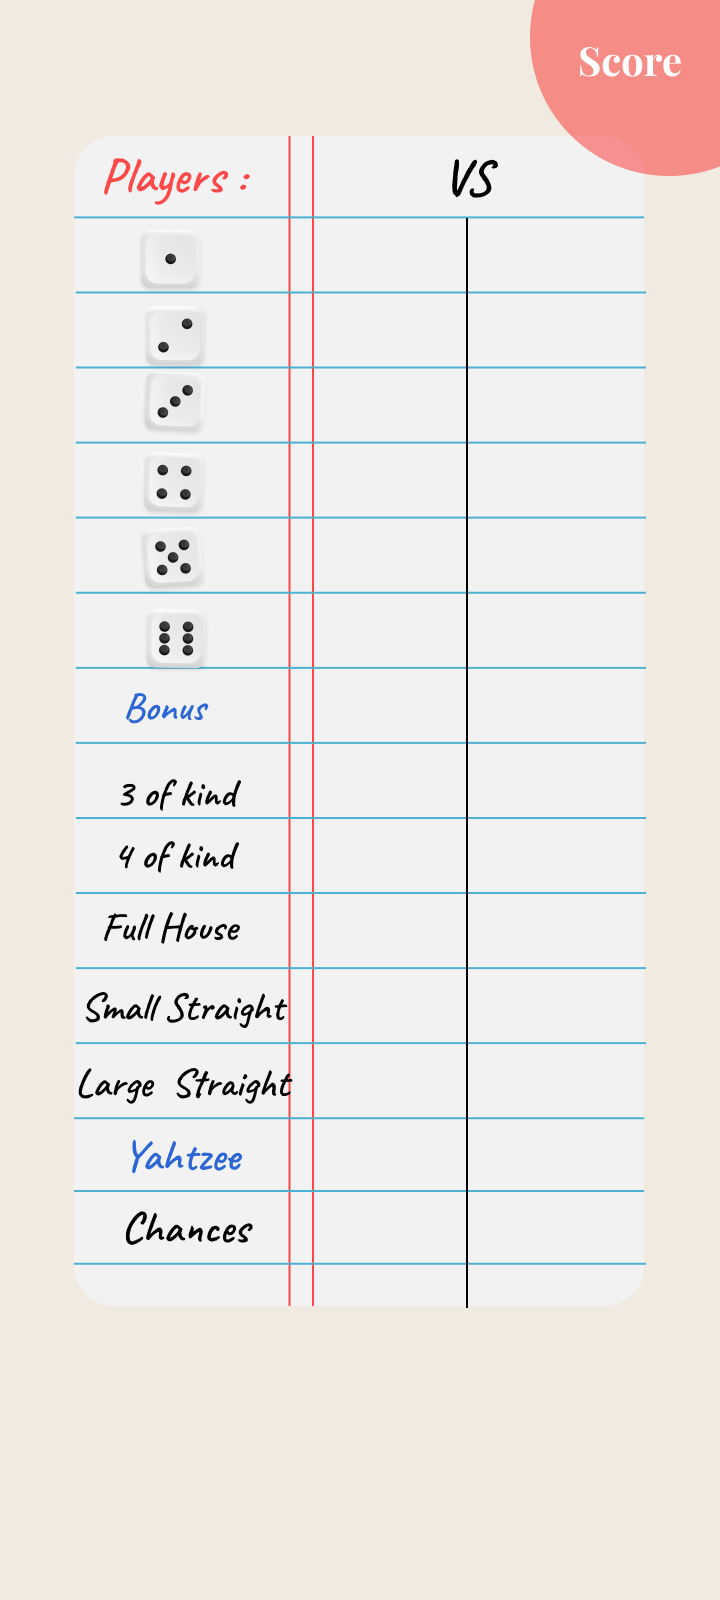 Score
Players :
VS
Bonus
3 of kind
4 of kind
Full House
Small Straight
Large Straight
Yahtzee
Chances